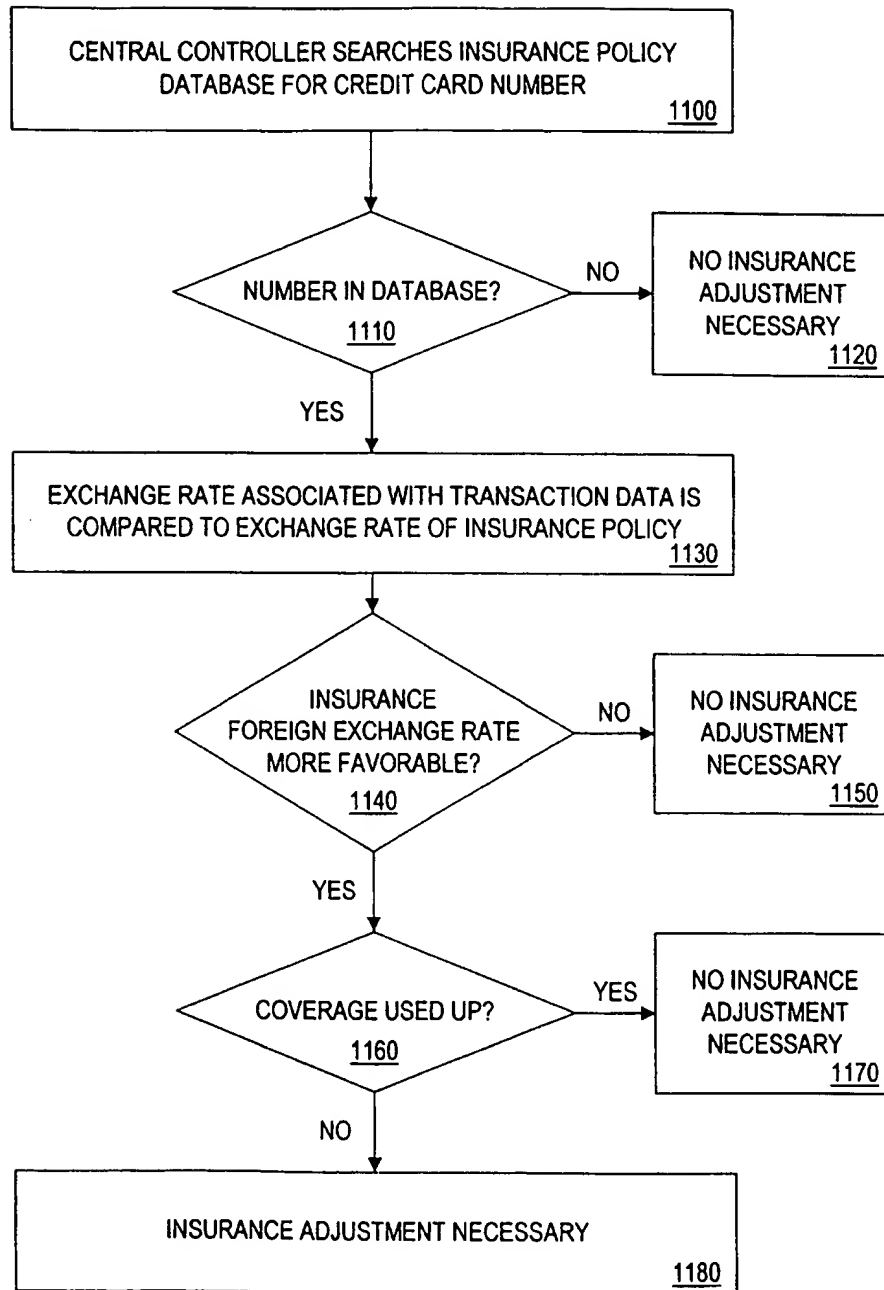 CENTRAL CONTROLLER SEARCHES INSURANCE POLICY
DATABASE FOR CREDIT CARD NUMBER
1100
NUMBER IN DATABASE?
1110
NO
NO INSURANCE
ADJUSTMENT
NECESSARY
1120
YES
EXCHANGE RATE ASSOCIATED WITH TRANSACTION DATA IS
COMPARED TO EXCHANGE RATE OF INSURANCE POLICY
1130
INSURANCE
FOREIGN EXCHANGE RATE
MORE FAVORABLE?
1140
NO
NO INSURANCE
ADJUSTMENT
NECESSARY
1150
YES
COVERAGE USED UP?
1160
YES
NO INSURANCE
ADJUSTMENT
NECESSARY
1170
NO
INSURANCE ADJUSTMENT NECESSARY
1180